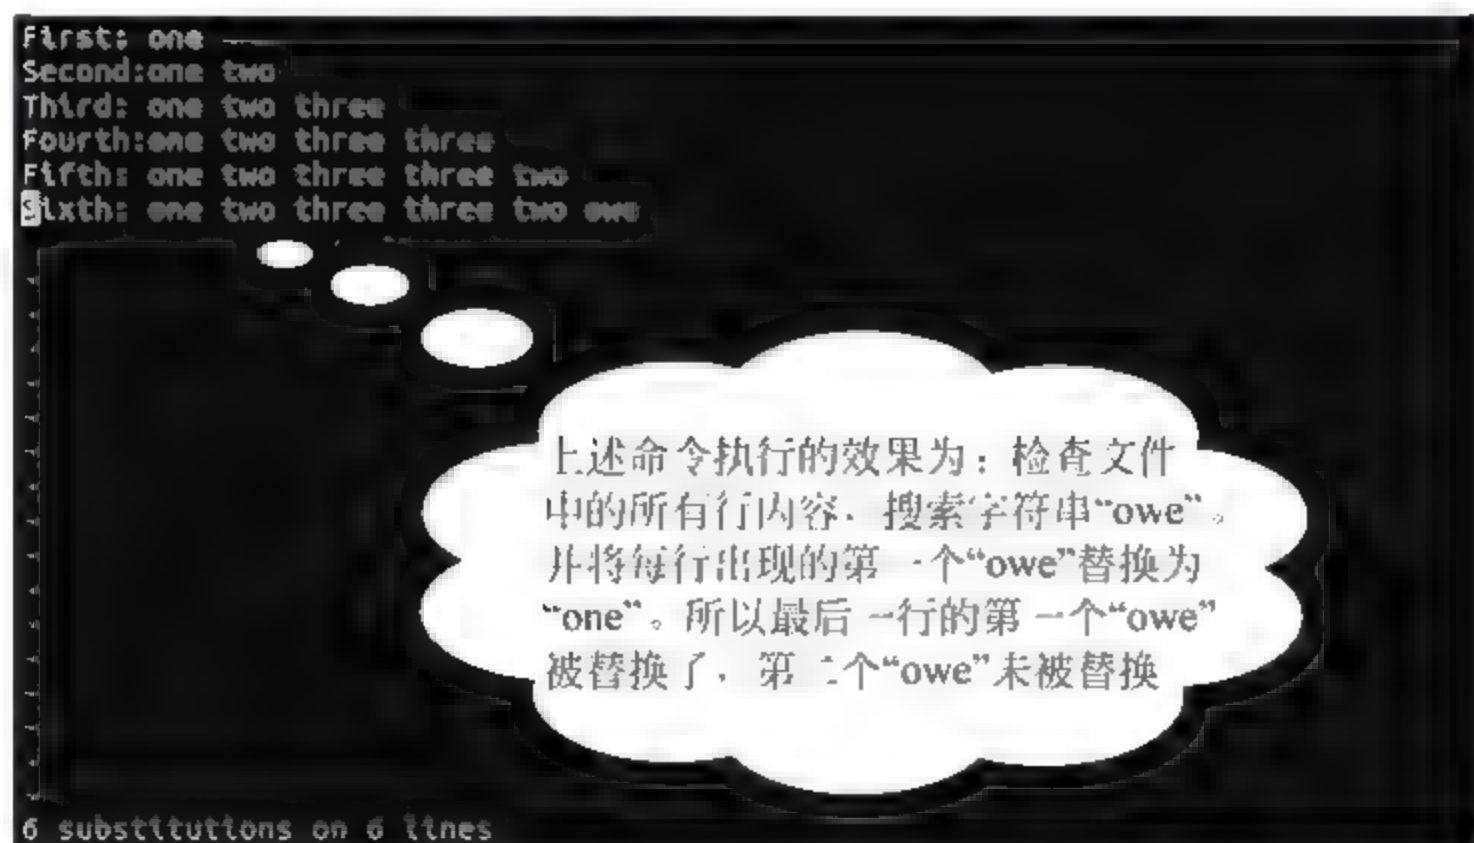 First: one
Second:one two
Third: one two three
Fourth:one two three three
Fifth: one two three three two
Sixth: one two three three two owe
上述命令执行的效果为：检查文件
中的所有行内容，搜索字符串“owe”。
并将每行出现的第一个“owe”替换为
“one”。所以最后一行的第一个“owe”
被替换了，第二个“owe”未被替换
6 substitutions on 6 lines